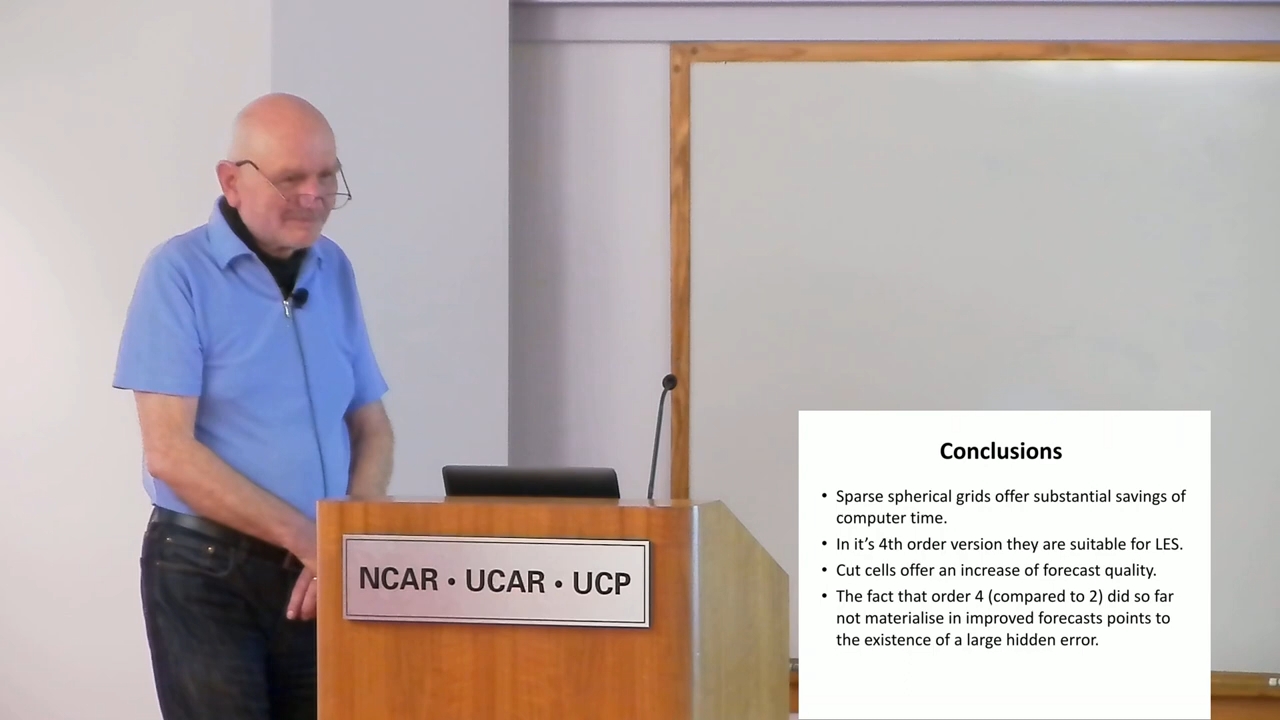 NCAR • UCAR • UCP
Conclusions
• Sparse spherical grids offer substantial savings of
computer time.
• In it's 4th order version they are suitable for LES.
• Cut cells offer an increase of forecast quality.
• The fact that order 4 (compared to 2) did so far
not materialise in improved forecasts points to
the existence of a large hidden error.